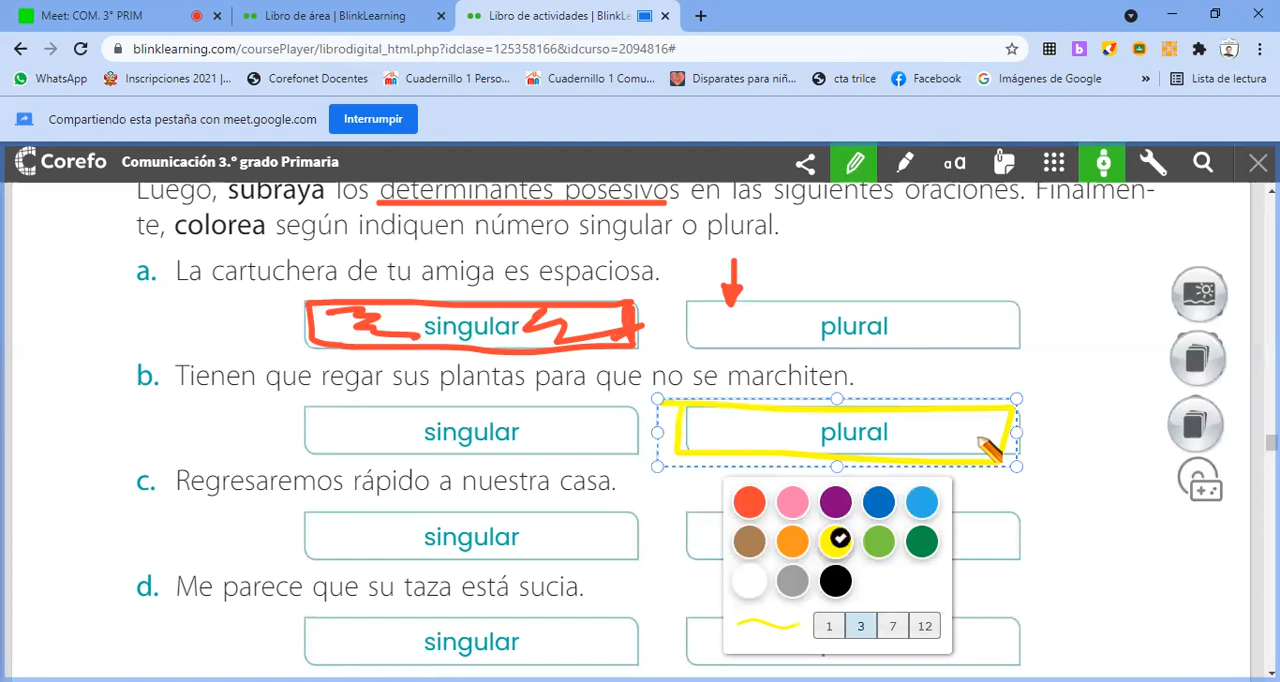 Meet: COM. 3° PRIM
Libro de área | BlinkLearning
Libro de actividades | BlinkLe
blinklearning.com/coursePlayer/librodigital_html.php?idclase=125358166&idcurso=2094816#
WhatsApp
Inscripciones 2021 |...
Corefonet Docentes
Cuadernillo 1 Perso...
Cuadernillo 1 Comu...
Disparates para niñ...
cta trilce
Facebook
Imágenes de Google
»
Lista de lectura
Compartiendo esta pestaña con meet.google.com
Interrumpir
Corefo
Comunicación 3.º grado Primaria
aa
Luego, subraya los determinantes posesivos en las siguientes oraciones. Finalmen-
te, colorea según indiquen número singular o plural.
a. La cartuchera de tu amiga es espaciosa.
singular plural
b. Tienen que regar sus plantas para que no se marchiten.
singular plural
c. Regresaremos rápido a nuestra casa.
singular
d. Me parece que su taza está sucia.
singular
1 3 7 12